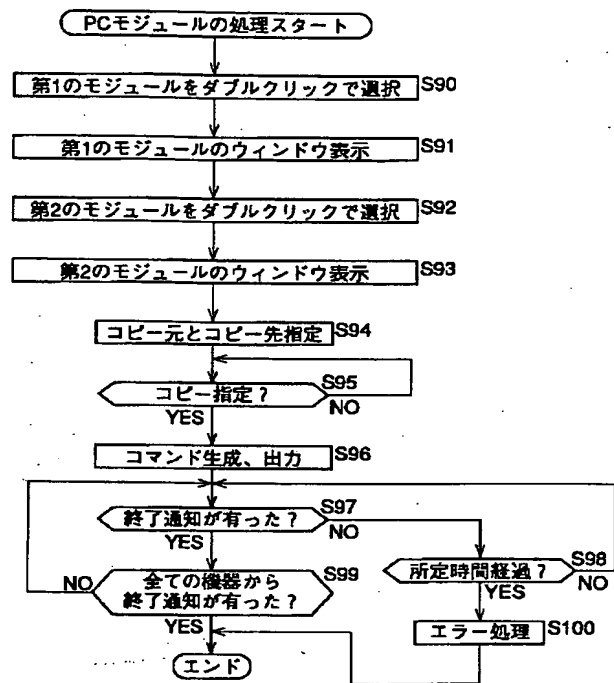 PCモジュールの処理スタート
第1のモジュールをダブルクリックで選択 S90
第1のモジュールのウィンドウ表示 S91
第2のモジュールをダブルクリックで選択 S92
第2のモジュールのウィンドウ表示 S93
コピー元とコピー先指定 S94
コピー指定? S95
YES NO
コマンド生成、出力 S96
終了通知が有った? S97
YES NO
所定時間経過? S98
YES NO
全ての機器から
終了通知が有った? S99
NO
YES
エラー処理 S100
エンド